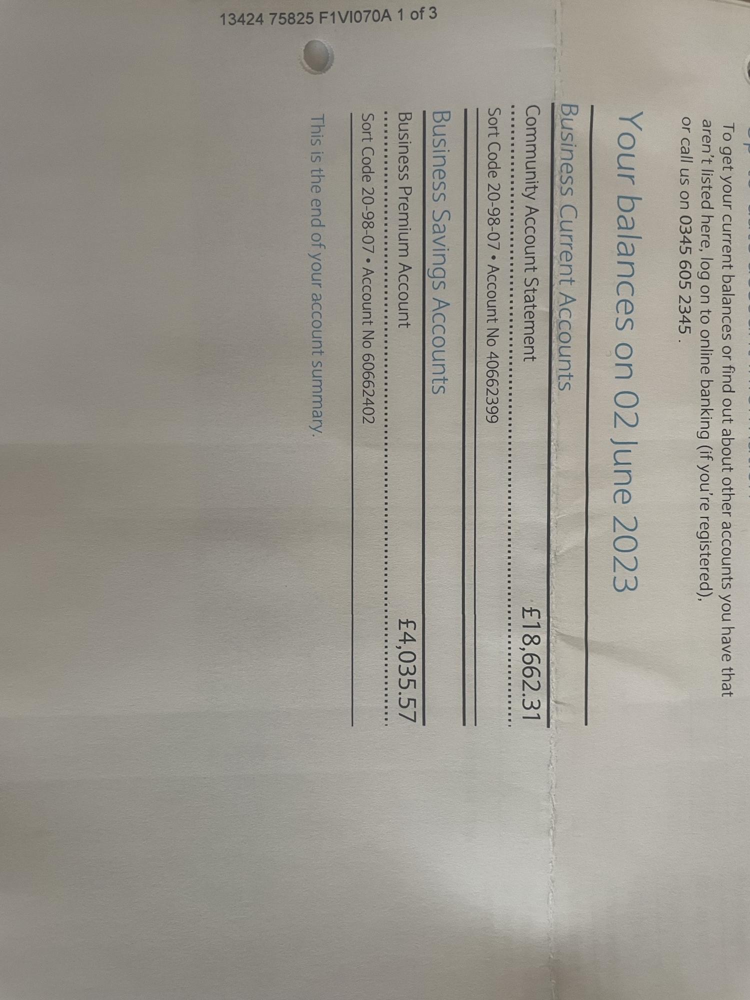 To get your current balances or find out about other accounts you have that
aren't listed here, log on to online banking (if you're registered),
or call us on 0345 605 2345 .
Your balances on 02 June 2023
Business Current Accounts
Community Account Statement £18,662.31
Sort Code 20-98-07 • Account No 40662399
Business Savings Accounts
Business Premium Account £4,035.57
Sort Code 20-98-07 • Account No 60662402
This is the end of your account summary.
13424 75825 F1VI070A 1 of 3